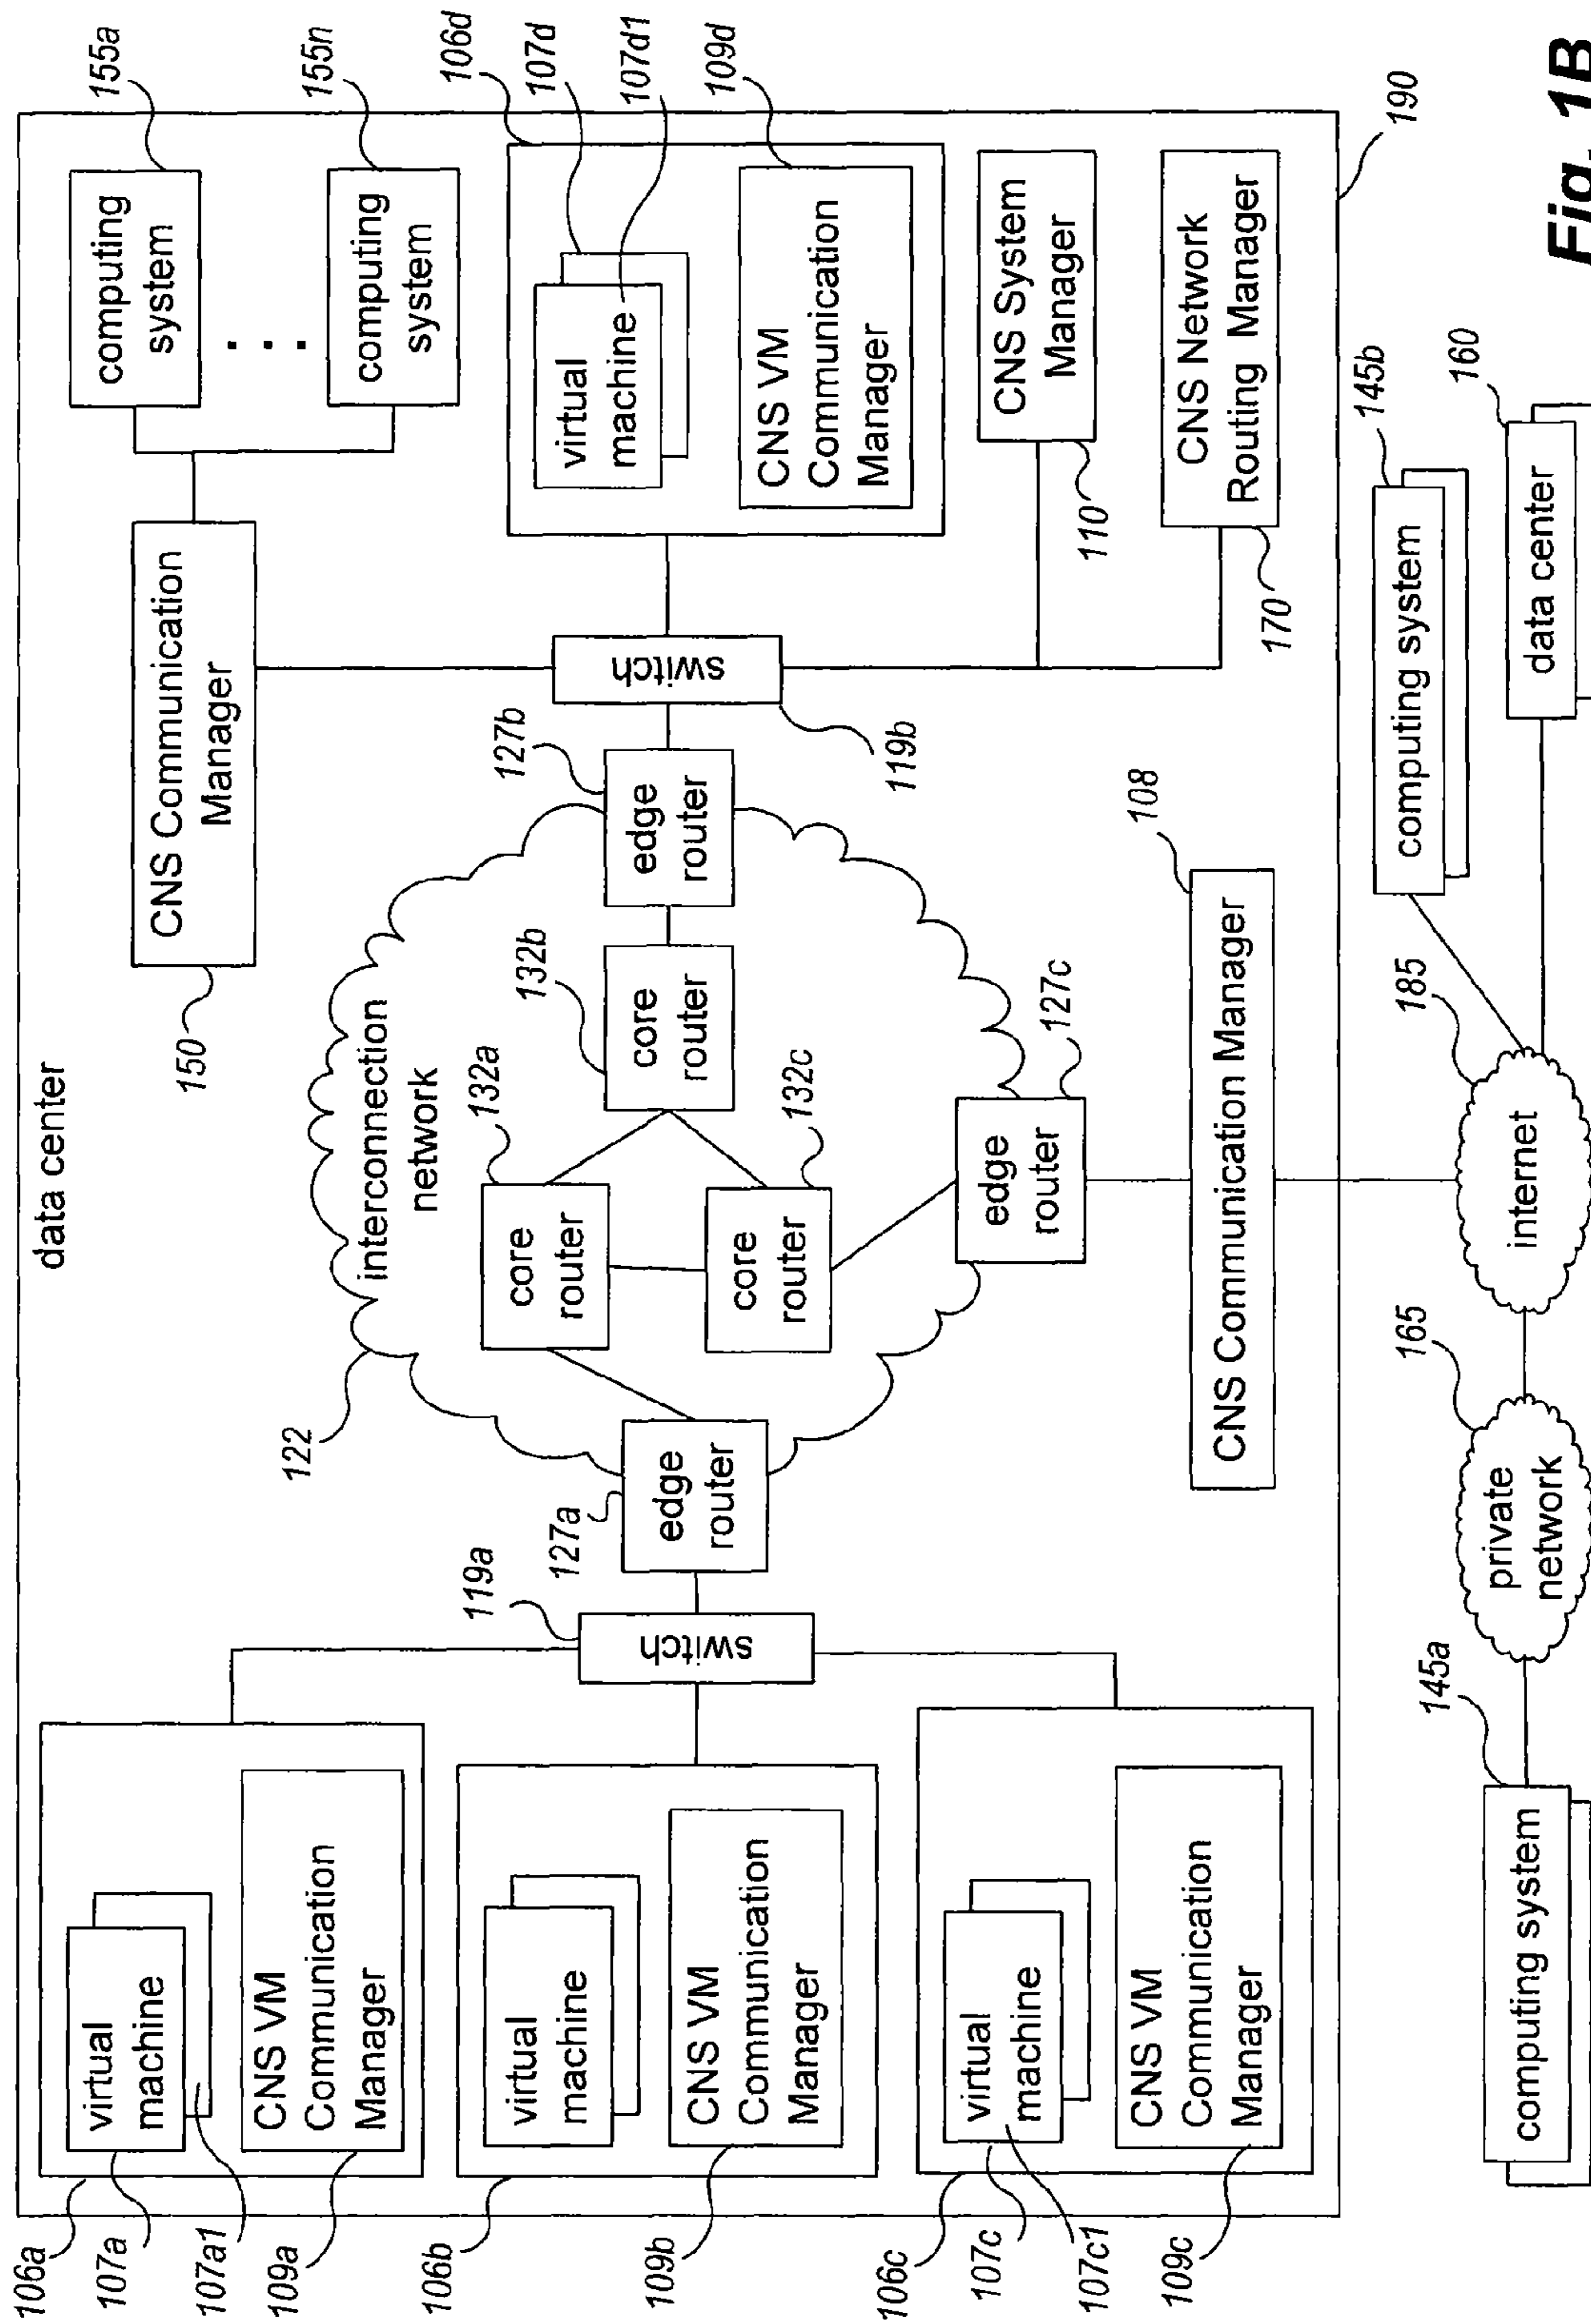 data center
106a
107a
107a1
109a
virtual
machine
CNS VM
Communication
Manager
106b
109b
virtual
machine
CNS VM
Communication
Manager
106c
107c
107c1
109c
virtual
machine
CNS VM
Communication
Manager
119a
switch
127a
edge
router
122
interconnection
network
132a
core
router
132b
core
router
132c
core
router
127b
edge
router
127c
edge
router
119b
switch
150
CNS Communication
Manager
155a
computing
system
. . .
155n
computing
system
106d
107d
107d1
109d
virtual
machine
CNS VM
Communication
Manager
110
CNS System
Manager
170
CNS Network
Routing Manager
108
CNS Communication Manager
190
145a
computing system
165
private
network
185
internet
145b
computing system
160
data center
Fig. 1B